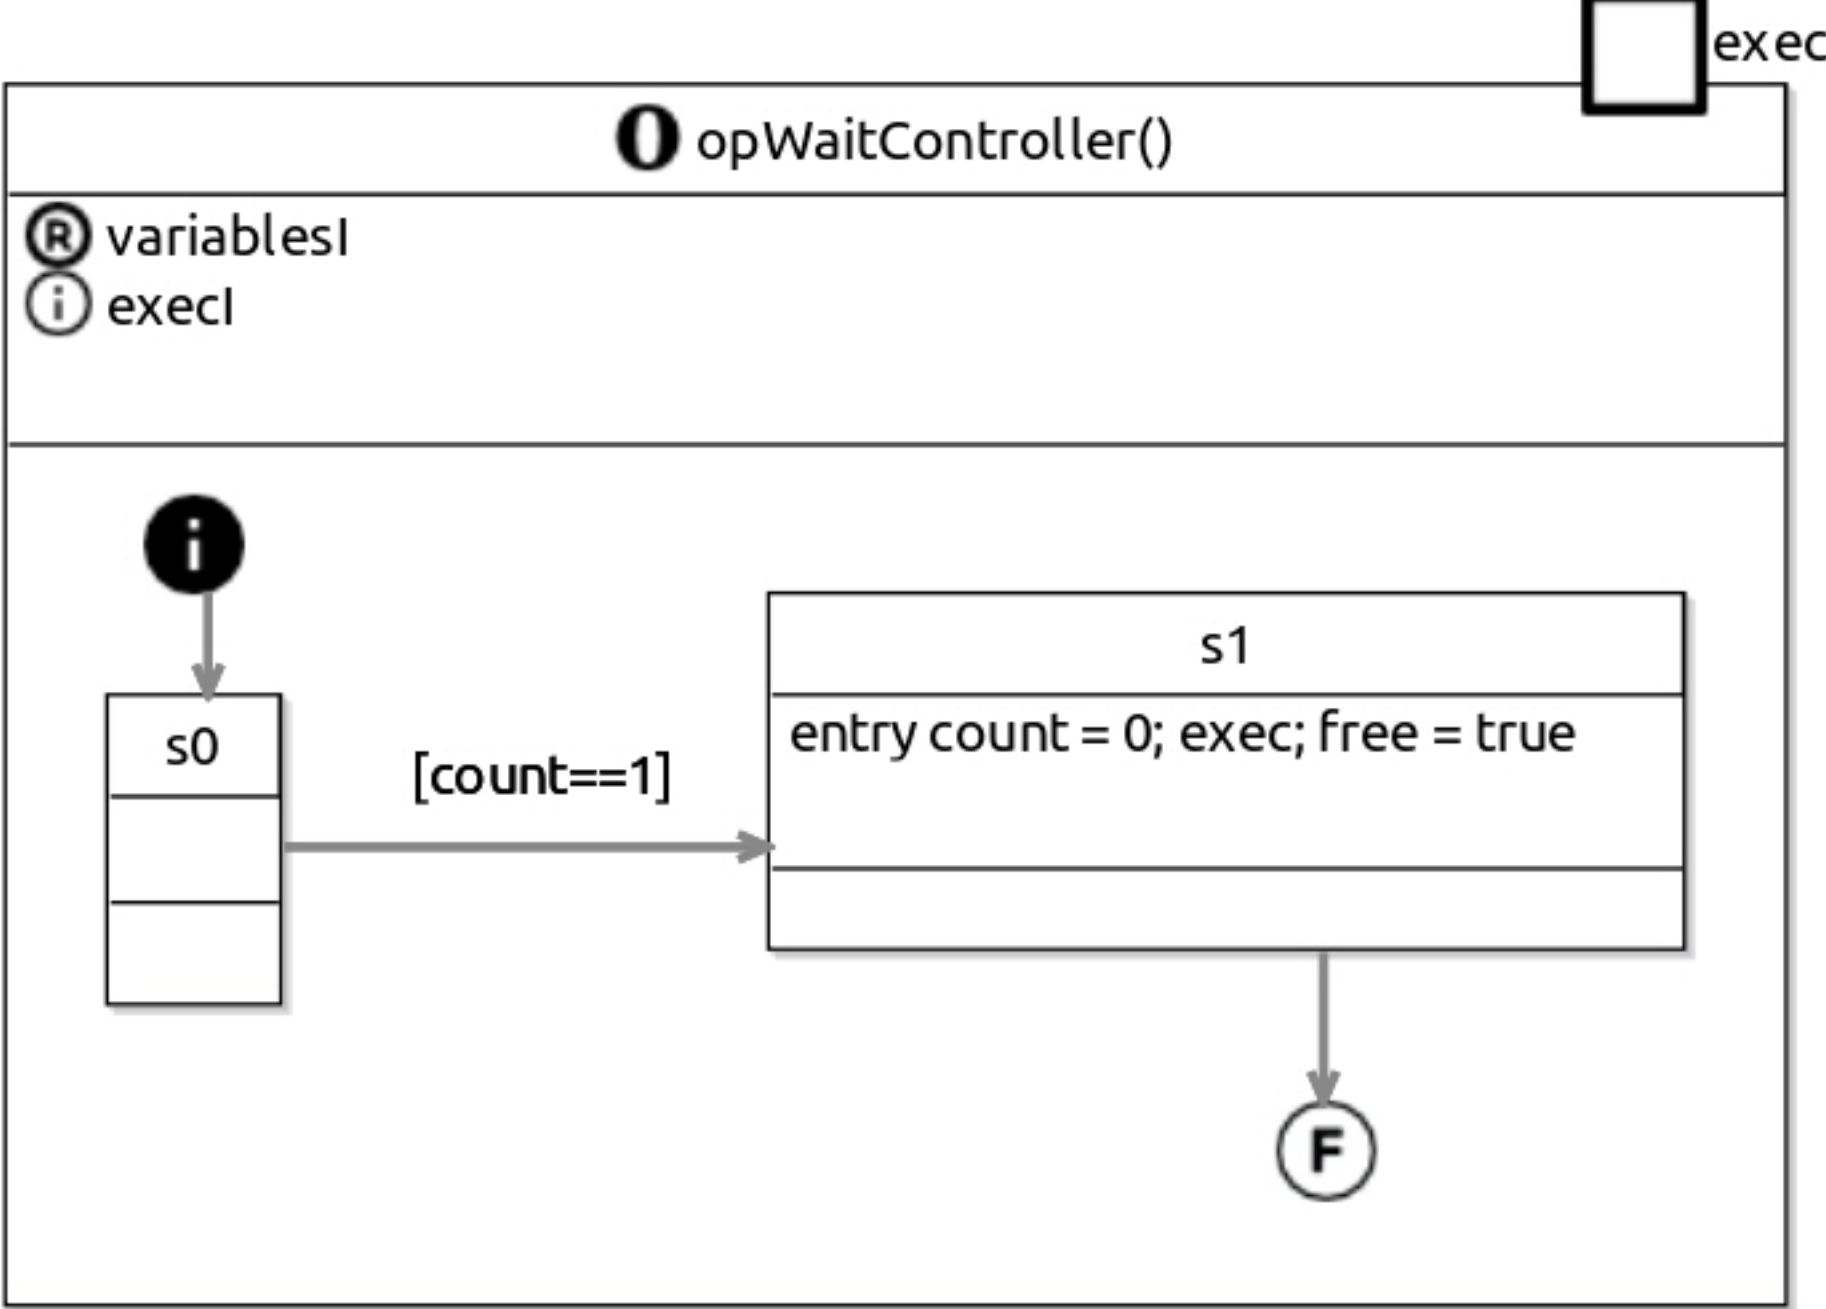 exec
O opWaitController()
R variablesI
i execI
i
s0
[count==1]
s1
entry count = 0; exec; free = true
F